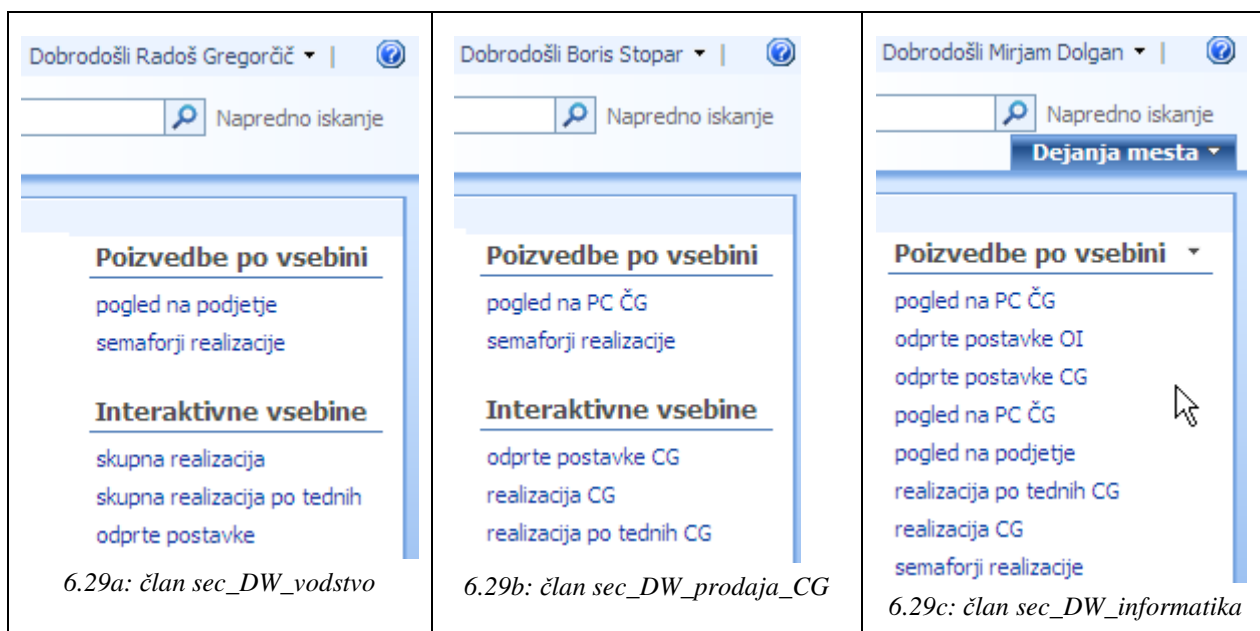 Dobrodošli Radoš Gregorčič |
Napredno iskanje
Poizvedbe po vsebini
pogled na podjetje
semaforji realizacije
Interaktivne vsebine
skupna realizacija
skupna realizacija po tednih
odprte postavke
6.29a: član sec_DW_vodstvo
Dobrodošli Boris Stopar |
Napredno iskanje
Poizvedbe po vsebini
pogled na PC ČG
semaforji realizacije
Interaktivne vsebine
odprte postavke CG
realizacija CG
realizacija po tednih CG
6.29b: član sec_DW_prodaja_CG
Dobrodošli Mirjam Dolgan |
Napredno iskanje
Dejanja mesta
Poizvedbe po vsebini
pogled na PC ČG
odprte postavke OI
odprte postavke CG
pogled na PC ČG
pogled na podjetje
realizacija po tednih CG
realizacija CG
semaforji realizacije
6.29c: član sec_DW_informatika